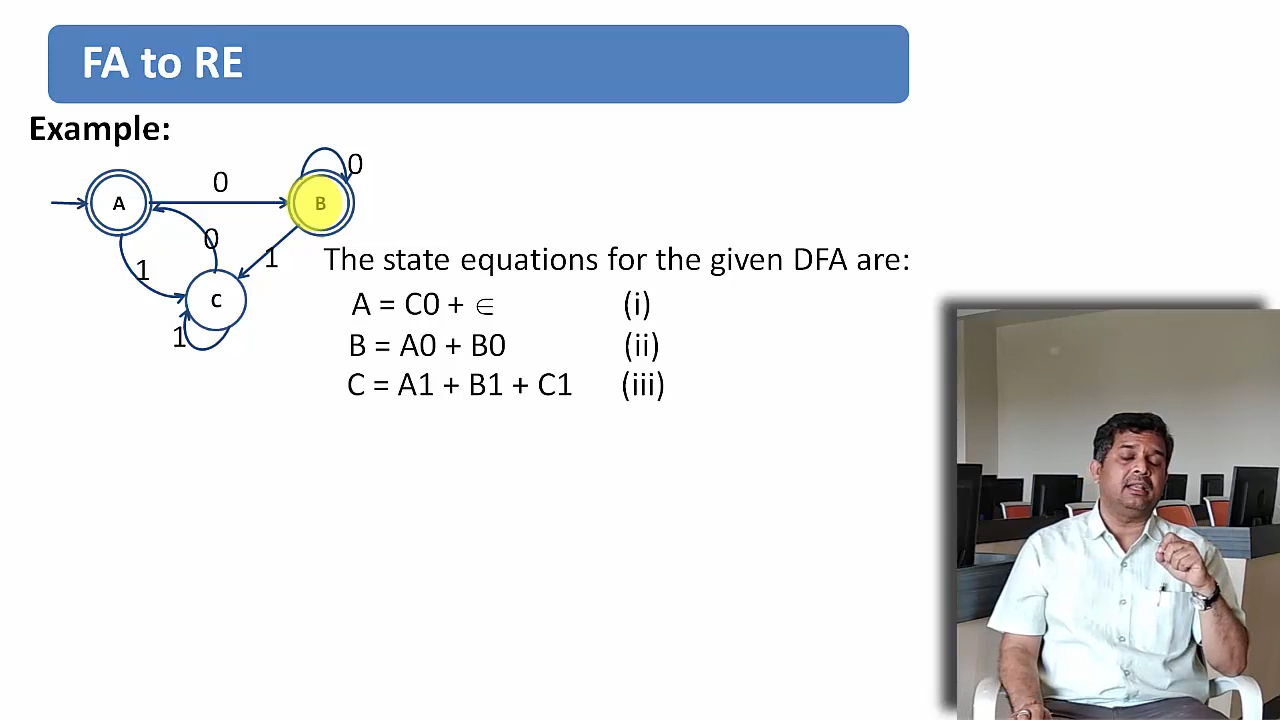 FA to RE
Example:
0
A
0
B
0
1
1
C
1
The state equations for the given DFA are:
A = C0 + ∈ (i)
B = A0 + B0 (ii)
C = A1 + B1 + C1 (iii)